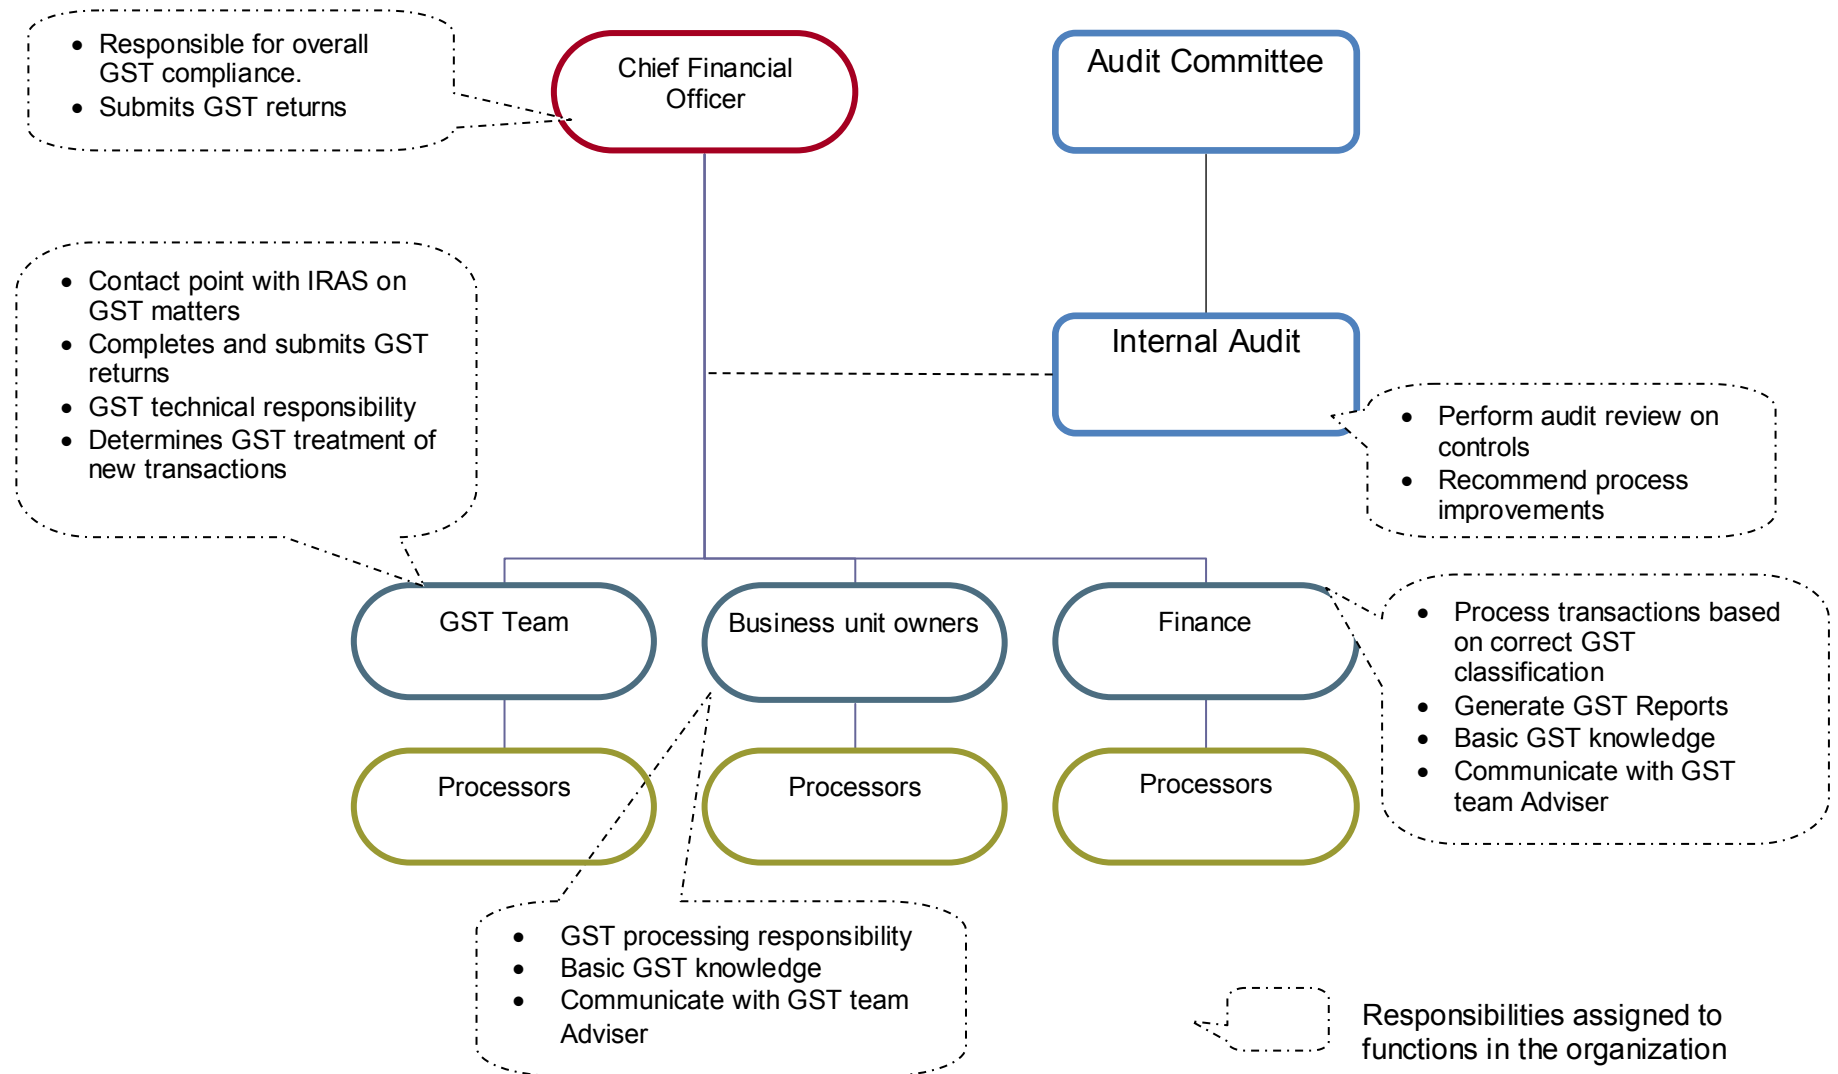 • Responsible for overall
GST compliance.
• Submits GST returns
Chief Financial
Officer
Audit Committee
• Contact point with IRAS on
GST matters
• Completes and submits GST
returns
• GST technical responsibility
• Determines GST treatment of
new transactions
Internal Audit
• Perform audit review on
controls
• Recommend process
improvements
GST Team
Business unit owners
Finance
• Process transactions based
on correct GST
classification
• Generate GST Reports
• Basic GST knowledge
• Communicate with GST
team Adviser
Processors
Processors
Processors
• GST processing responsibility
• Basic GST knowledge
• Communicate with GST team
Adviser
Responsibilities assigned to
functions in the organization